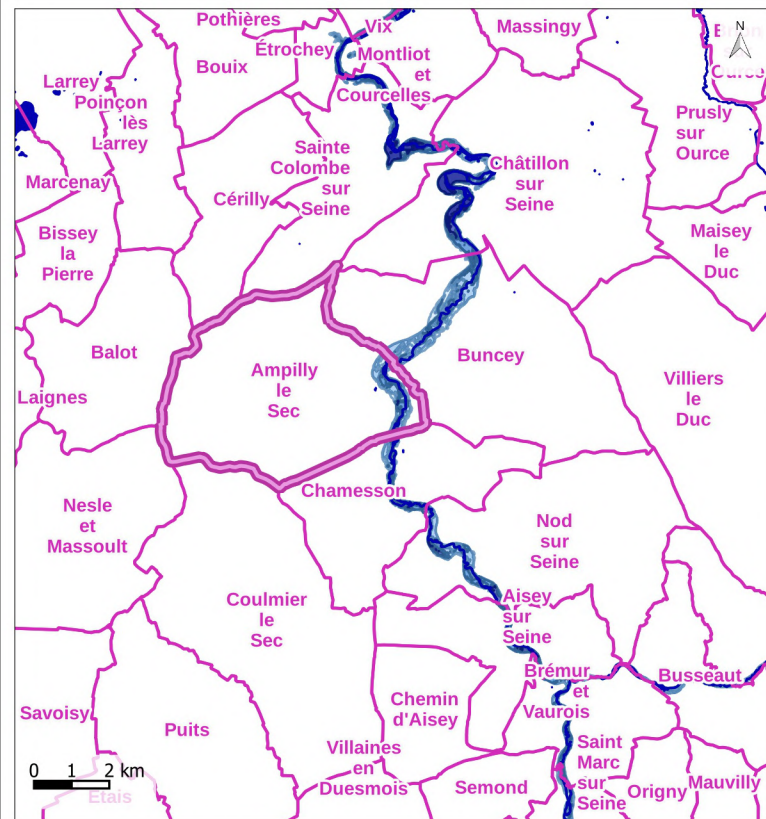 Pothières
Vix
Massingy
N
Étrochey
Montliot
et
Courcelles
Bouix
Larrey
Poinçon
lès
Larrey
Prusly
sur
Ource
Sainte
Colombe
sur
Seine
Châtillon
sur
Seine
Marcenay
Cérilly
Bissey
la
Pierre
Maisey
le
Duc
Balot
Buncey
Ampilly
le
Sec
Villiers
le
Duc
Laignes
Chamesson
Nesle
et
Massoult
Nod
sur
Seine
Coulmier
le
Sec
Aisey
sur
Seine
Brémur
et
Vaurois
Busseaut
Chemin
d'Aisey
Savoisy
Puits
Villaines
en
Duesmois
Saint
Marc
sur
Seine
Semond
Origny
Mauvilly
0 1 2 km
Étais